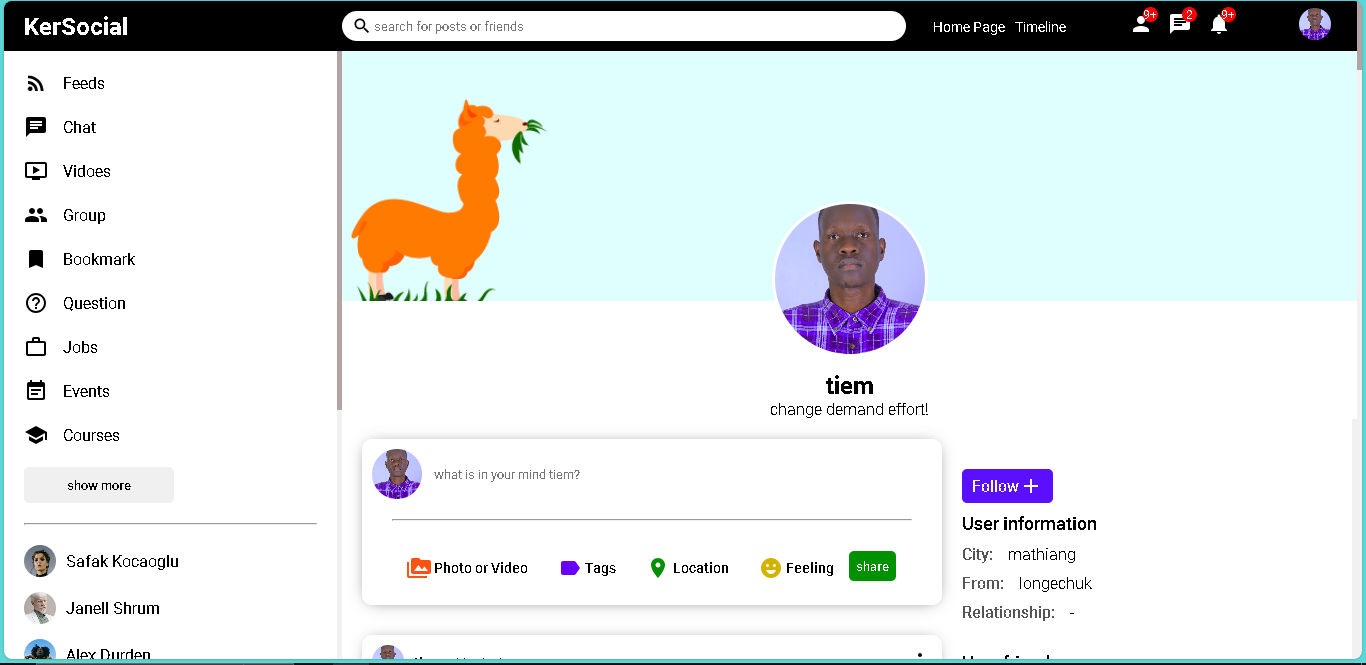 KerSocial
search for posts or friends
Home Page Timeline
9+
2
9+
Feeds
Chat
Vidoes
Group
Bookmark
Question
Jobs
Events
Courses
show more
Safak Kocaoglu
Janell Shrum
Alex Durden
tiem
change demand effort!
what is in your mind tiem?
Photo or Video
Tags
Location
Feeling
share
Follow
User information
City: mathiang
From: longechuk
Relationship: -